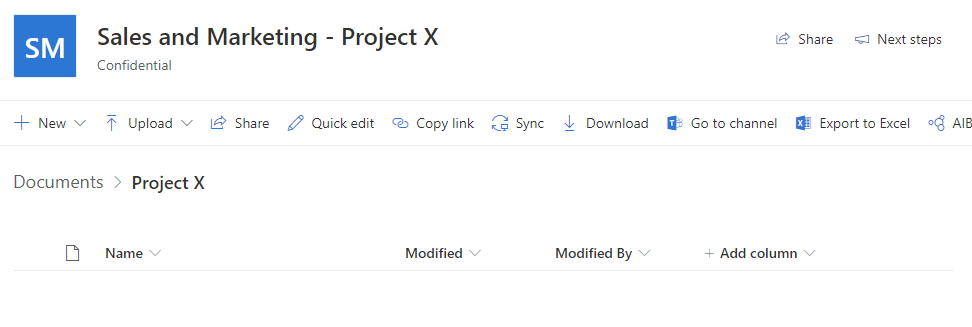 SM
Sales and Marketing - Project X
Confidential
Share Next steps
New Upload Share Quick edit Copy link Sync Download Go to channel Export to Excel AIB
Documents > Project X
Name Modified Modified By + Add column